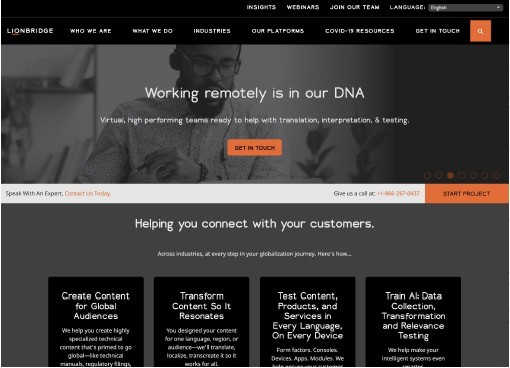 INSIGHTS WEBINARS JOIN OUR TEAM LANGUAGE: English
LIONBRIDGE WHO WE ARE WHAT WE DO INDUSTRIES OUR PLATFORMS COVID-19 RESOURCES GET IN TOUCH
Working remotely is in our DNA
Virtual, high performing teams ready to help with translation, interpretation, & testing.
GET IN TOUCH
Speak With An Expert, Contact Us Today. Give us a call at: +1-866-267-0437 START PROJECT
Helping you connect with your customers.
Across industries, at every step in your globalization journey. Here's how...
Create Content
for Global
Audiences
We help you create highly
specialized technical
content that's primed to go
global—like technical
manuals, regulatory filings,
Transform
Content So It
Resonates
You designed your content
for one language, region, or
audience—we'll translate,
localize, transcreate it so it
works for all.
Test Content,
Products, and
Services in
Every Language,
On Every Device
Form factors. Consoles.
Devices. Apps. Modules. We
help ensure your customer
Train AI: Data
Collection,
Transformation
and Relevance
Testing
We help make your
intelligent systems even
smarter